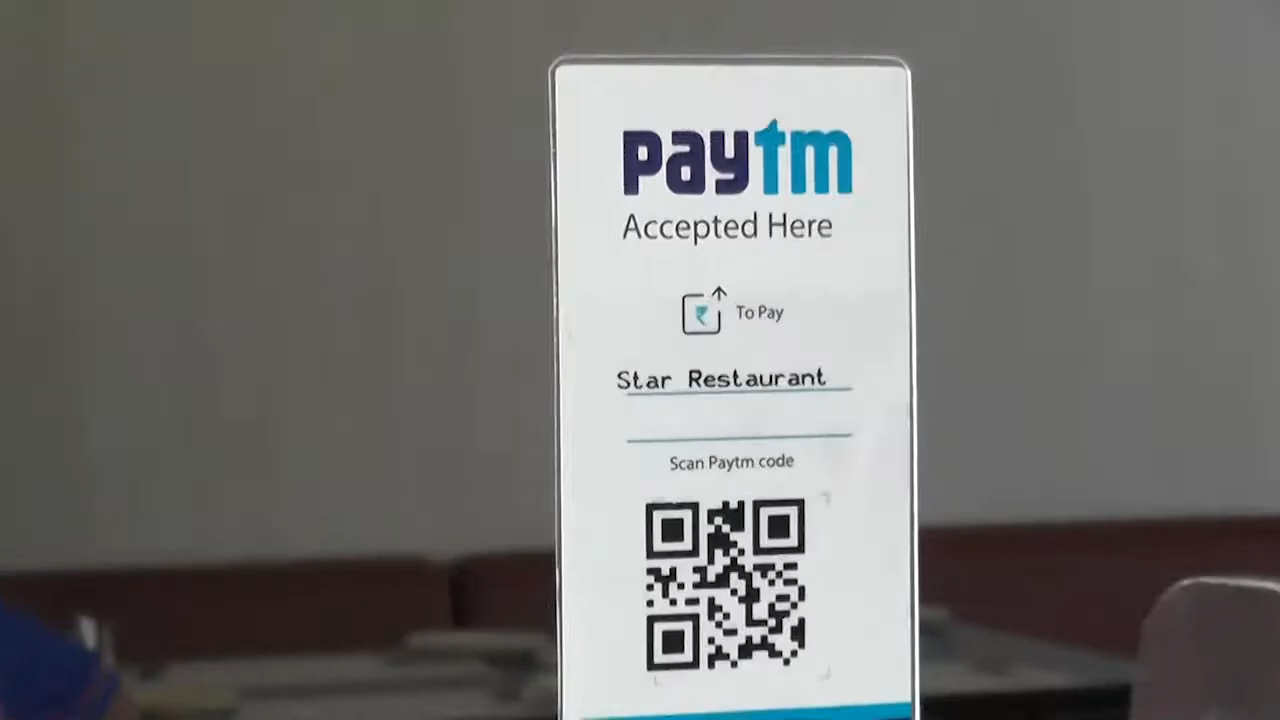 paytm
Accepted Here
₹ To Pay
Star Restaurant
Scan Paytm code